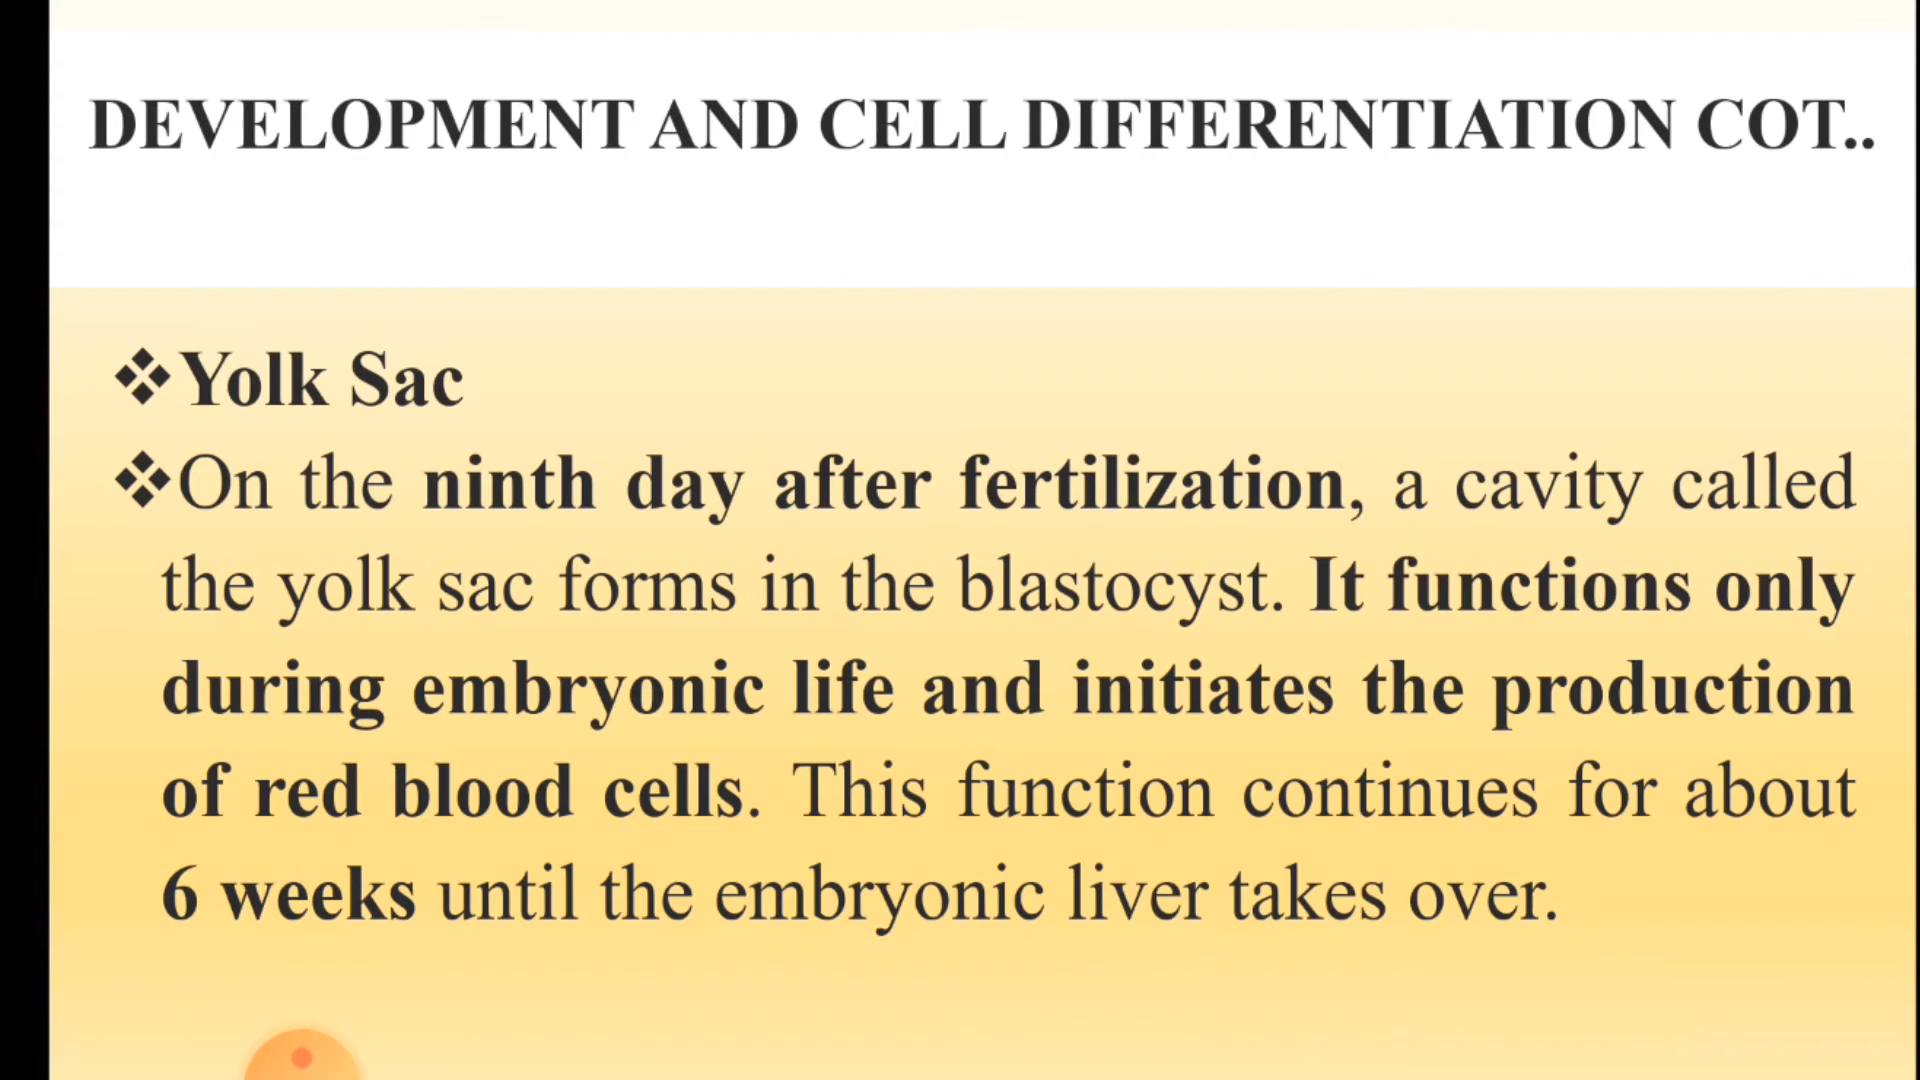 DEVELOPMENT AND CELL DIFFERENTIATION COT..
❖Yolk Sac
❖On the ninth day after fertilization, a cavity called
the yolk sac forms in the blastocyst. It functions only
during embryonic life and initiates the production
of red blood cells. This function continues for about
6 weeks until the embryonic liver takes over.